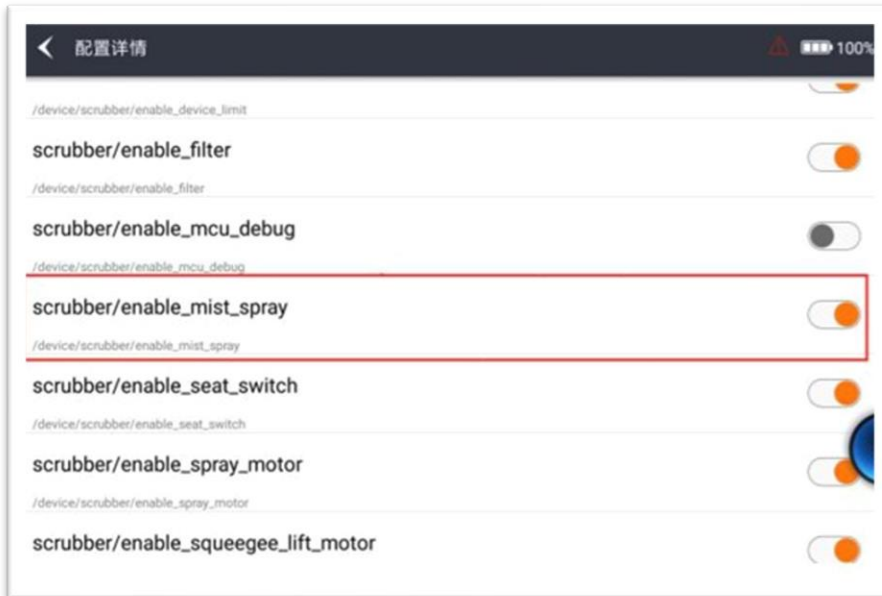 配置详情
100%
/device/scrubber/enable_device_limit
scrubber/enable_filter
/device/scrubber/enable_filter
scrubber/enable_mcu_debug
/device/scrubber/enable_mcu_debug
scrubber/enable_mist_spray
/device/scrubber/enable_mist_spray
scrubber/enable_seat_switch
/device/scrubber/enable_seat_switch
scrubber/enable_spray_motor
/device/scrubber/enable_spray_motor
scrubber/enable_squeegee_lift_motor